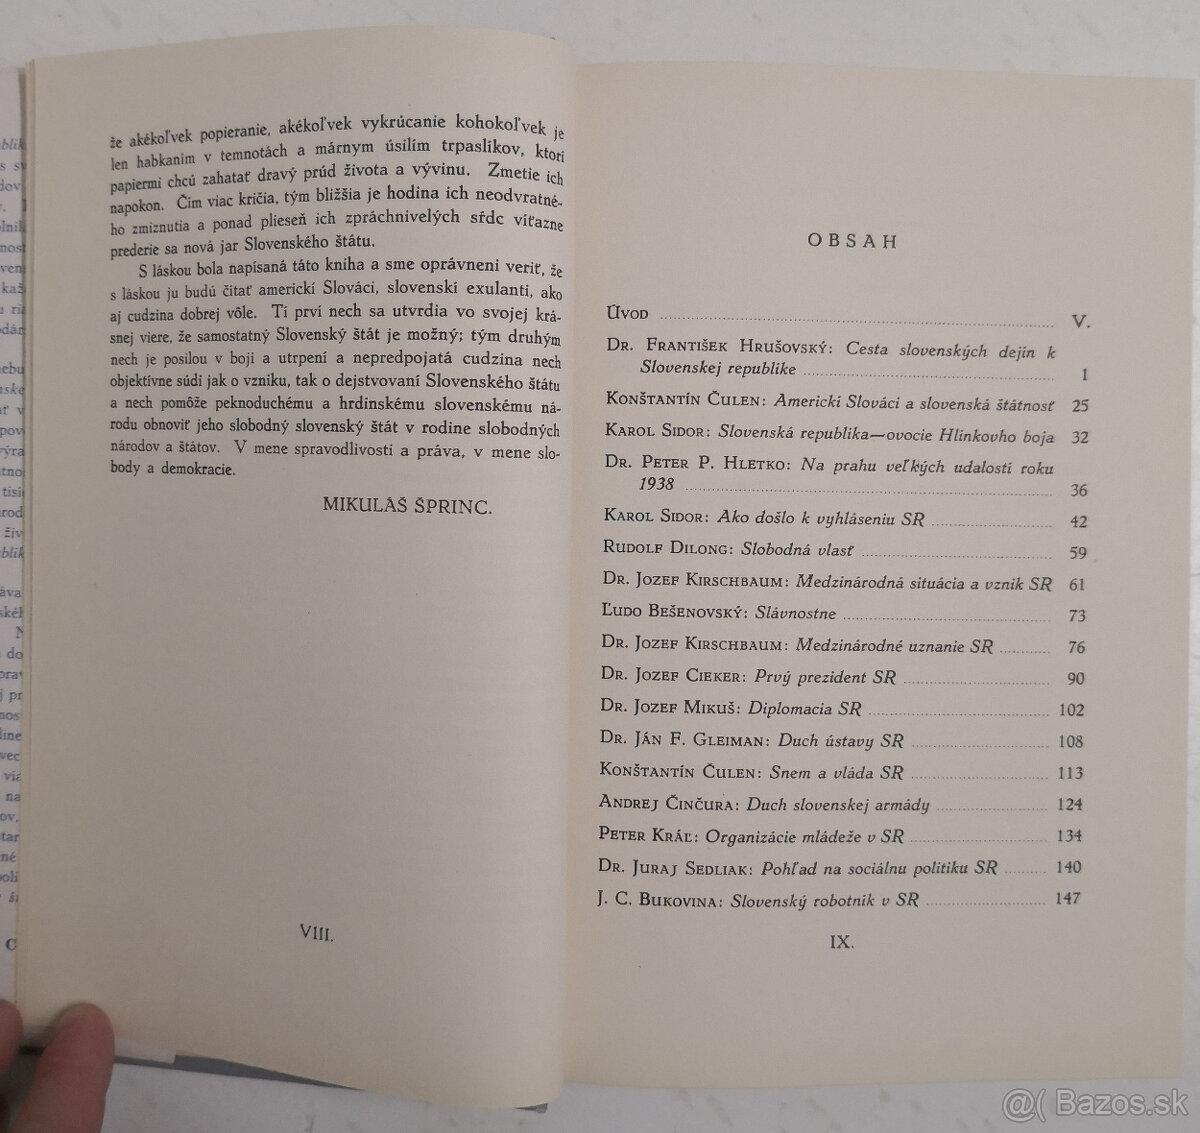 že akékoľvek popieranie, akékoľvek vykrúcanie kohokoľvek je
len habkaním v temnotách a márnym úsilím trpaslíkov, ktorí
papiermi chcú zahatať dravý prúd života a vývinu. Zmetie ich
napokon. Čím viac kričia, tým bližšia je hodina ich neodvratné-
ho zmiznutia a ponad plieseň ich zpráchnivelých sŕdc víťazne
prederie sa nová jar Slovenského štátu.
S láskou bola napísaná táto kniha a sme oprávneni veriť, že
s láskou ju budú čítať americkí Slováci, slovenskí exulanti, ako
aj cudzina dobrej vôle. Tí prví nech sa utvrdia vo svojej krá-
snej viere, že samostatný Slovenský štát je možný; tým druhým
nech je posilou v boji a utrpení a nepredpojatá cudzina nech
objektívne súdi jak o vzniku, tak o dejstvovaní Slovenského štátu
a nech pomôže peknoduchému a hrdinskému slovenskému ná-
rodu obnoviť jeho slobodný slovenský štát v rodine slobodných
národov a štátov. V mene spravodlivosti a práva, v mene slo-
body a demokracie.
MIKULÁŠ ŠPRINC.
VIII.
OBSAH
ÚVOD V.
DR. FRANTIŠEK HRUŠOVSKÝ: Cesta slovenských dejín k
Slovenskej republike 1
KONŠTANTÍN ČULEN: Americkí Slováci a slovenská štátnosť 25
KAROL SIDOR: Slovenská republika—ovocie Hlinkovho boja 32
DR. PETER P. HLETKO: Na prahu veľkých udalostí roku
1938 36
KAROL SIDOR: Ako došlo k vyhláseniu SR 42
RUDOLF DILONG: Slobodná vlasť 59
DR. JOZEF KIRSCHBAUM: Medzinárodná situácia a vznik SR 61
ĽUDO BEŠENOVSKÝ: Slávnostne 73
DR. JOZEF KIRSCHBAUM: Medzinárodné uznanie SR 76
DR. JOZEF CIEKER: Prvý prezident SR 90
DR. JOZEF MIKUŠ: Diplomacia SR 102
DR. JÁN F. GLEIMAN: Duch ústavy SR 108
KONŠTANTÍN ČULEN: Snem a vláda SR 113
ANDREJ ČINČURA: Duch slovenskej armády 124
PETER KRÁĽ: Organizácie mládeže v SR 134
DR. JURAJ SEDLIAK: Pohľad na sociálnu politiku SR 140
J. C. BUKOVINA: Slovenský robotník v SR 147
IX.
@( Bazos.sk